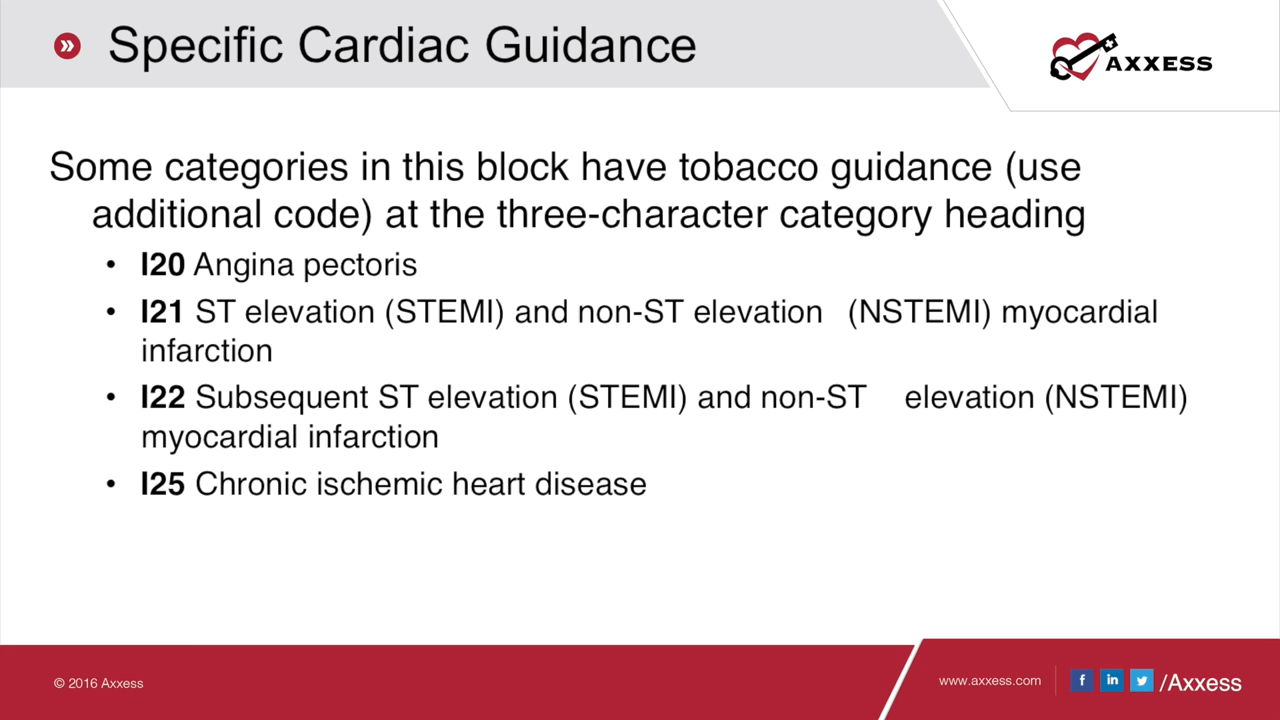 Specific Cardiac Guidance
AXXESS
Some categories in this block have tobacco guidance (use
additional code) at the three-character category heading
• I20 Angina pectoris
• I21 ST elevation (STEMI) and non-ST elevation (NSTEMI) myocardial
infarction
• I22 Subsequent ST elevation (STEMI) and non-ST elevation (NSTEMI)
myocardial infarction
• I25 Chronic ischemic heart disease
© 2016 Axxess
www.axxess.com
/Axxess